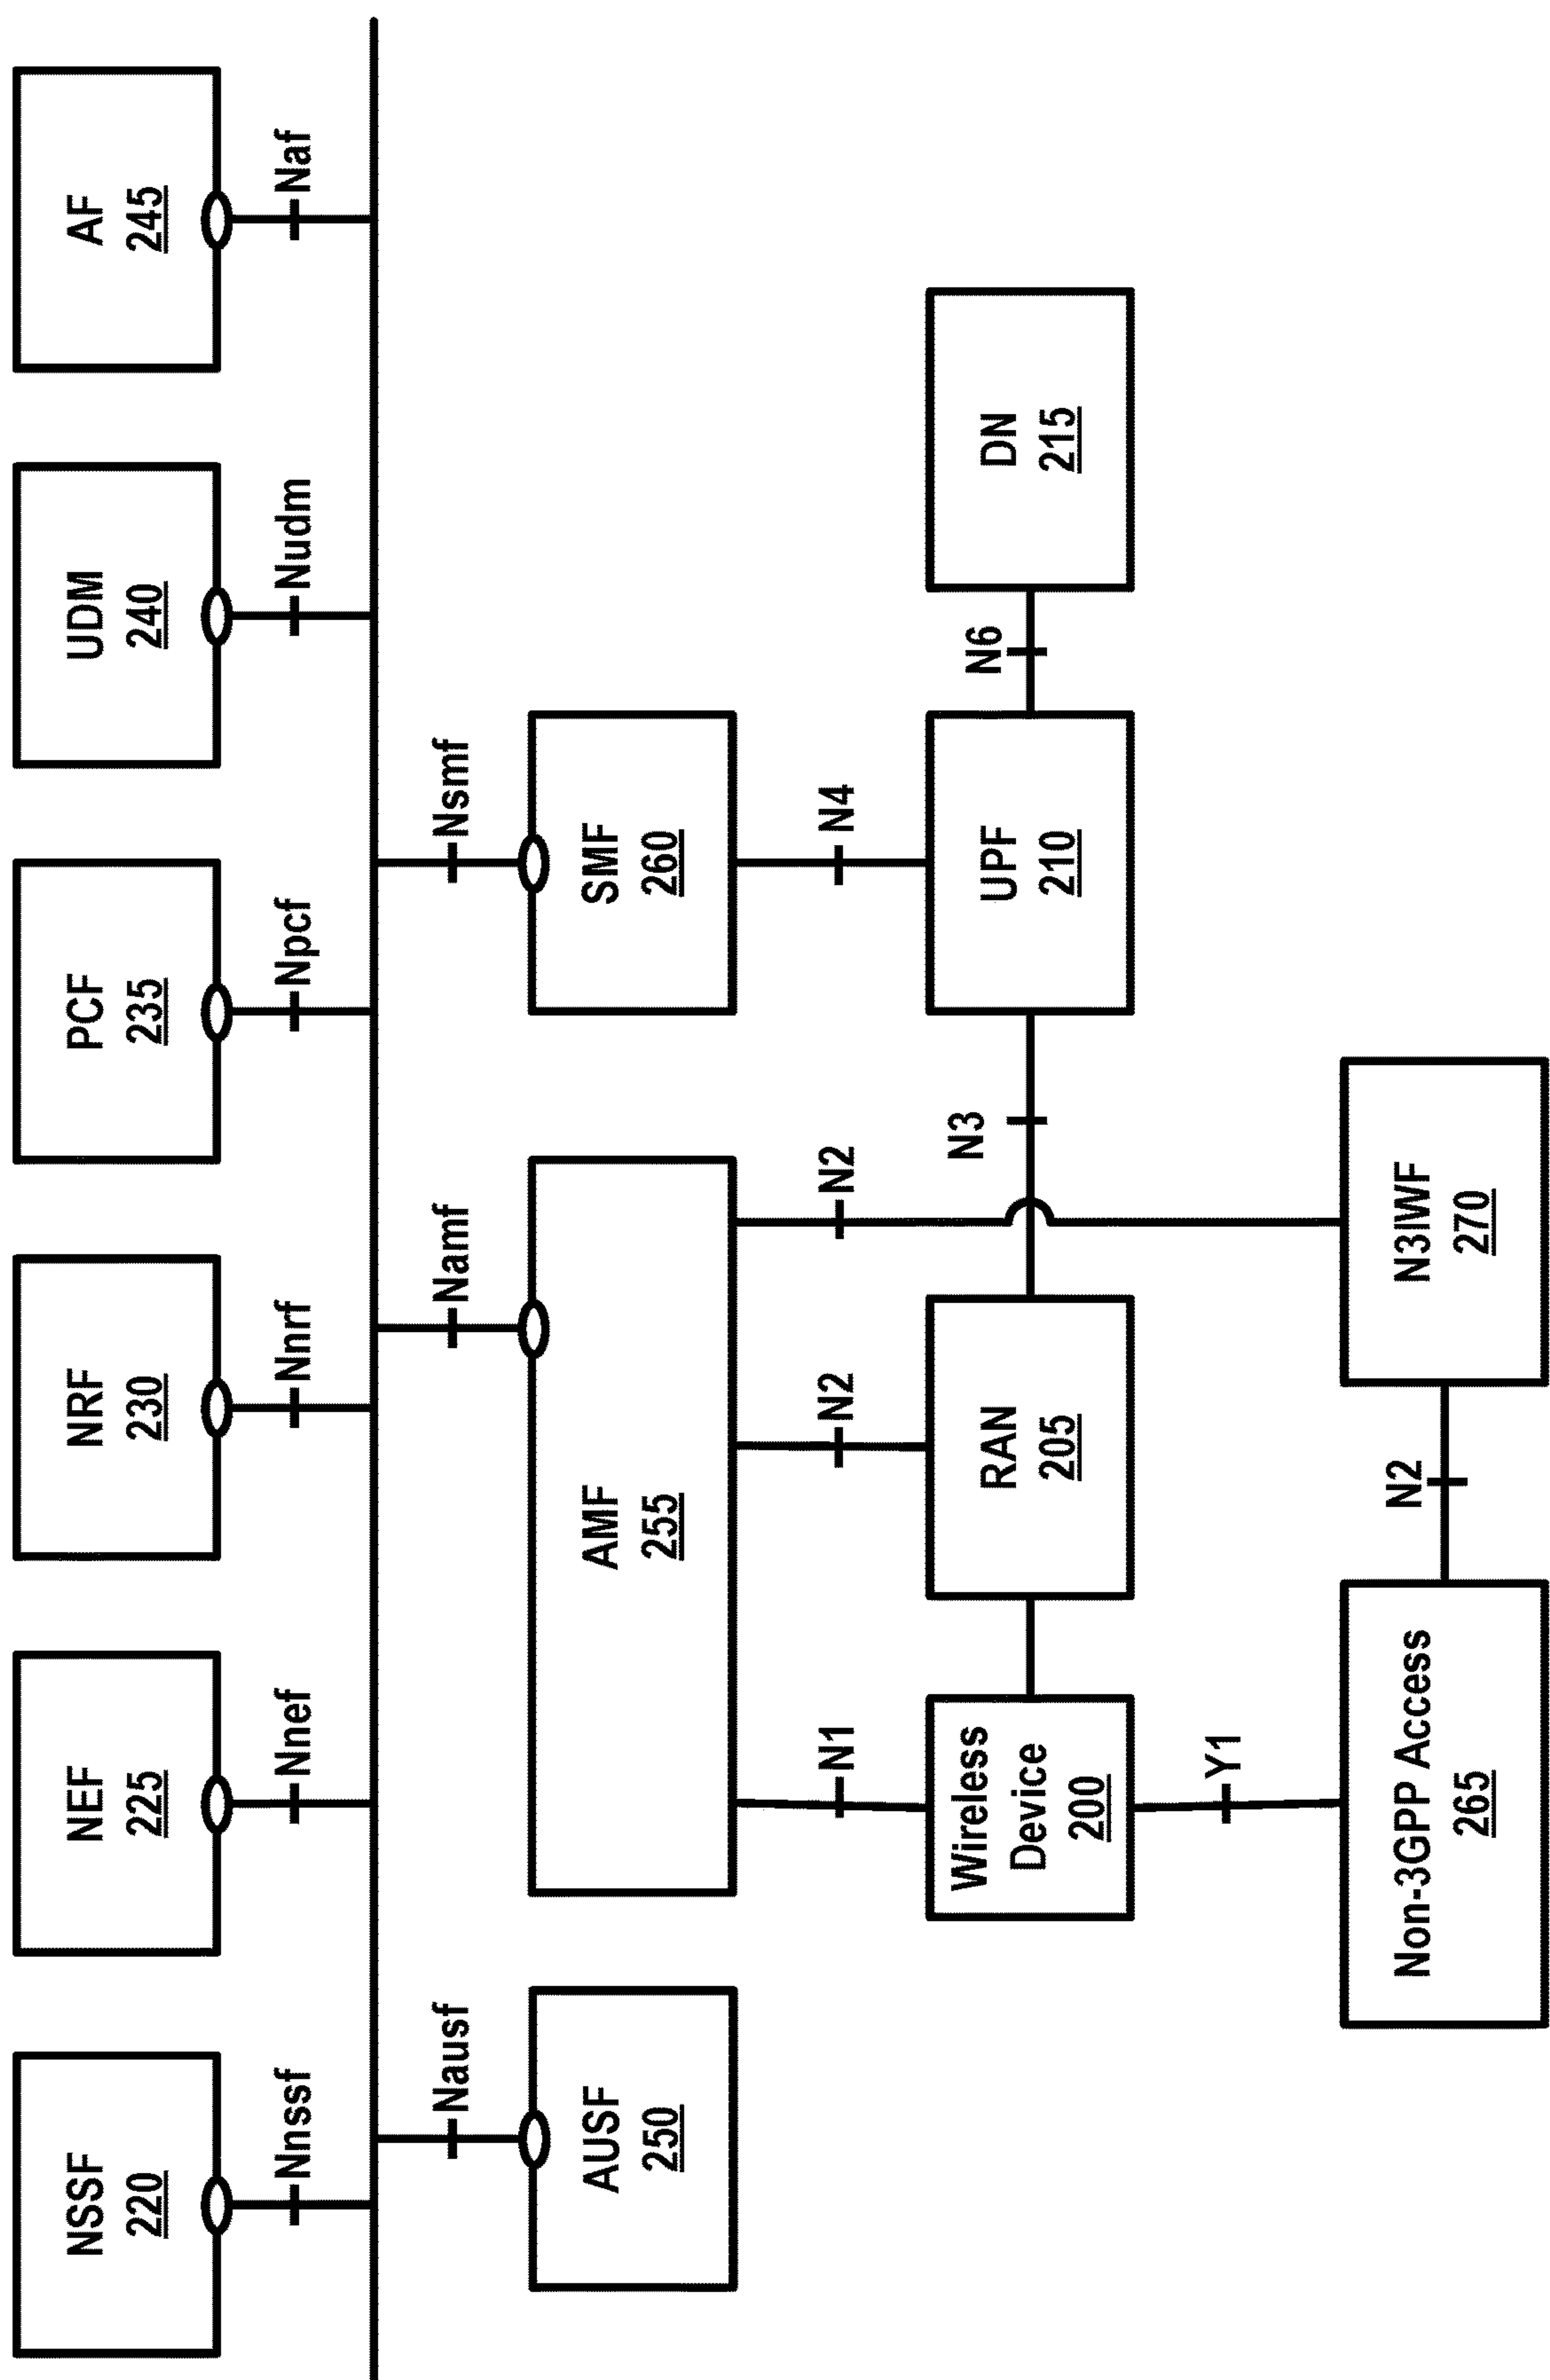 NSSF
220
NEF
225
NRF
230
PCF
235
UDM
240
AF
245
Nnssf
Nnef
Nnrf
Npcf
Nudm
Naf
Nausf
Namf
Nsmf
AUSF
250
AMF
255
SMF
260
N1
N2
N2
N4
Wireless
Device
200
RAN
205
N3
UPF
210
N6
DN
215
Y1
Non-3GPP Access
265
N2
N3IWF
270